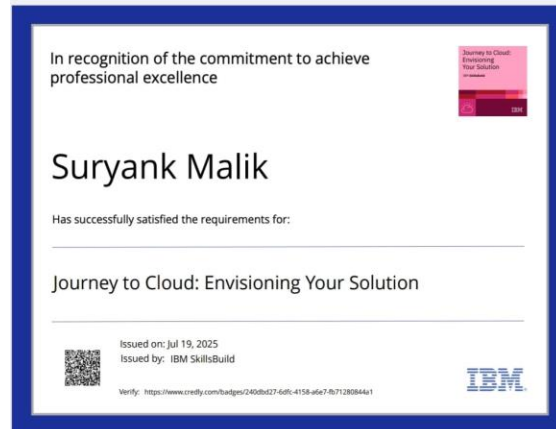 In recognition of the commitment to achieve
professional excellence
Journey to Cloud:
Envisioning
Your Solution
IBM
Suryank Malik
Has successfully satisfied the requirements for:
Journey to Cloud: Envisioning Your Solution
Issued on: Jul 19, 2025
Issued by: IBM SkillsBuild
Verify: https://www.credly.com/badges/240dbd27-6dfc-4158-a6e7-fb71280844a1
IBM